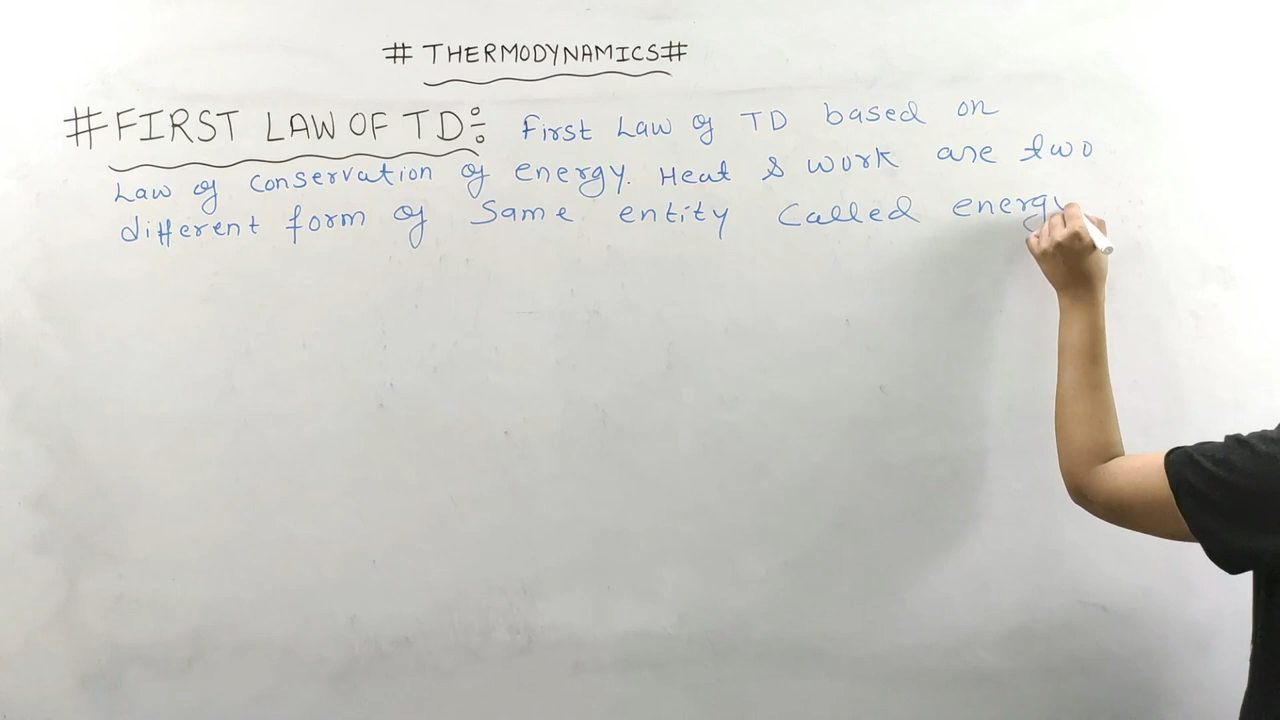 # THERMODYNAMICS#
#FIRST LAW OF TD: First Law of TD based on
Law of Conservation of energy. Heat & work are two
different form of Same entity Called energy